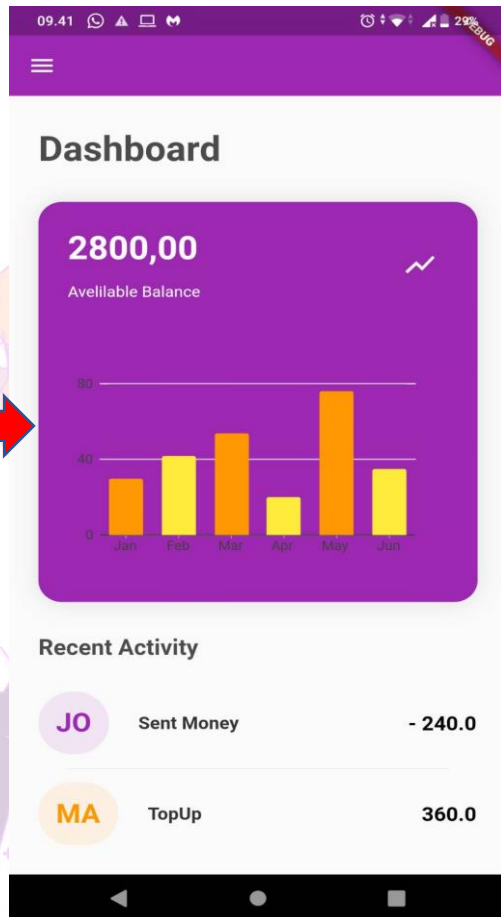 09.41 29%
DEBUG
Dashboard
2800,00
Avelilable Balance
80
40
0
Jan Feb Mar Apr May Jun
Recent Activity
JO Sent Money - 240.0
MA TopUp 360.0